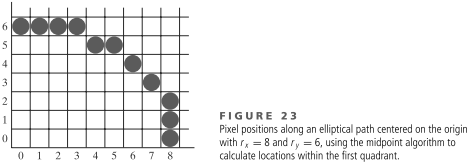 6
5
4
3
2
1
0
0 1 2 3 4 5 6 7 8
FIGURE 23
Pixel positions along an elliptical path centered on the origin
with rx = 8 and ry = 6, using the midpoint algorithm to
calculate locations within the first quadrant.